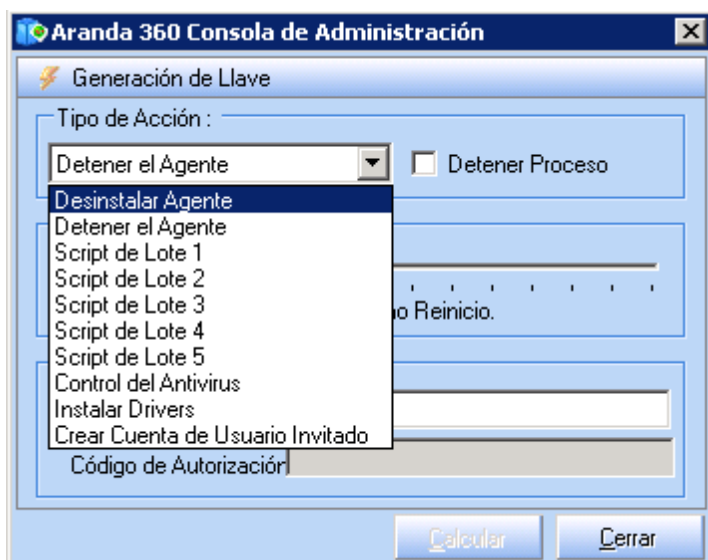 Aranda 360 Consola de Administración
Generación de Llave
Tipo de Acción :
Detener el Agente
Detener Proceso
Desinstalar Agente
Detener el Agente
Script de Lote 1
Script de Lote 2
Script de Lote 3
Script de Lote 4
Script de Lote 5
Reinicio.
Control del Antivirus
Instalar Drivers
Crear Cuenta de Usuario Invitado
Código de Autorización
Calcular
Cerrar